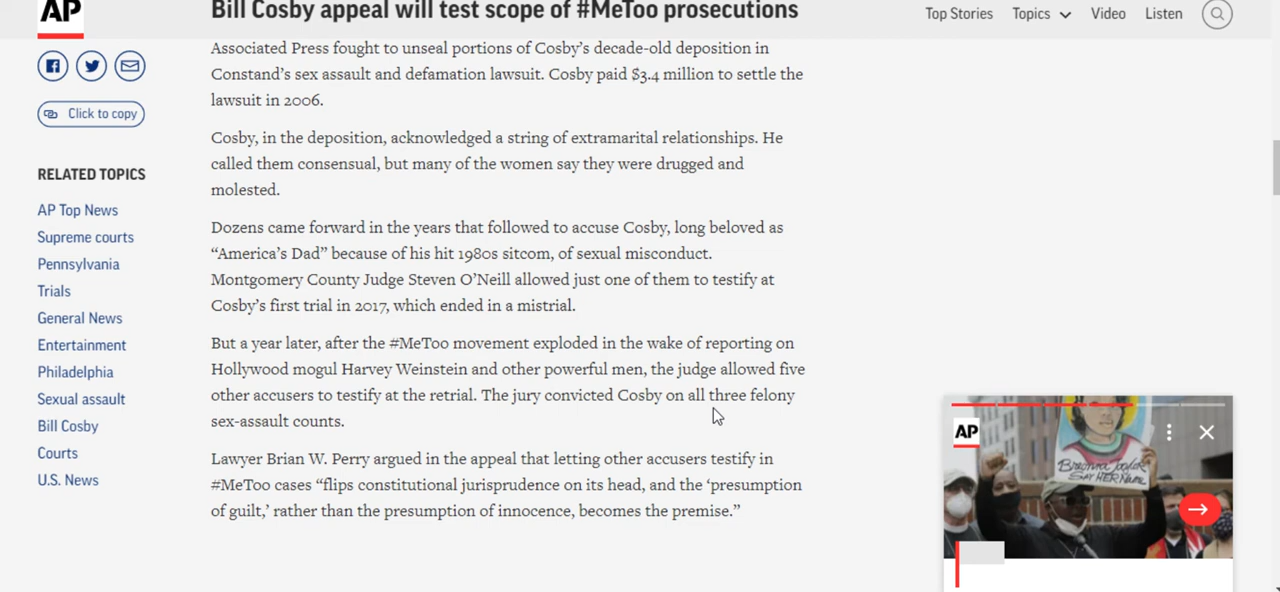 AP
Bill Cosby appeal will test scope of #MeToo prosecutions
Top Stories
Topics
Video
Listen
Click to copy
RELATED TOPICS
AP Top News
Supreme courts
Pennsylvania
Trials
General News
Entertainment
Philadelphia
Sexual assault
Bill Cosby
Courts
U.S. News
Associated Press fought to unseal portions of Cosby’s decade-old deposition in
Constand’s sex assault and defamation lawsuit. Cosby paid $3.4 million to settle the
lawsuit in 2006.
Cosby, in the deposition, acknowledged a string of extramarital relationships. He
called them consensual, but many of the women say they were drugged and
molested.
Dozens came forward in the years that followed to accuse Cosby, long beloved as
“America’s Dad” because of his hit 1980s sitcom, of sexual misconduct.
Montgomery County Judge Steven O’Neill allowed just one of them to testify at
Cosby’s first trial in 2017, which ended in a mistrial.
But a year later, after the #MeToo movement exploded in the wake of reporting on
Hollywood mogul Harvey Weinstein and other powerful men, the judge allowed five
other accusers to testify at the retrial. The jury convicted Cosby on all three felony
sex-assault counts.
Lawyer Brian W. Perry argued in the appeal that letting other accusers testify in
#MeToo cases “flips constitutional jurisprudence on its head, and the ‘presumption
of guilt,’ rather than the presumption of innocence, becomes the premise.”
AP
Breonna Taylor
SAY HER NAME